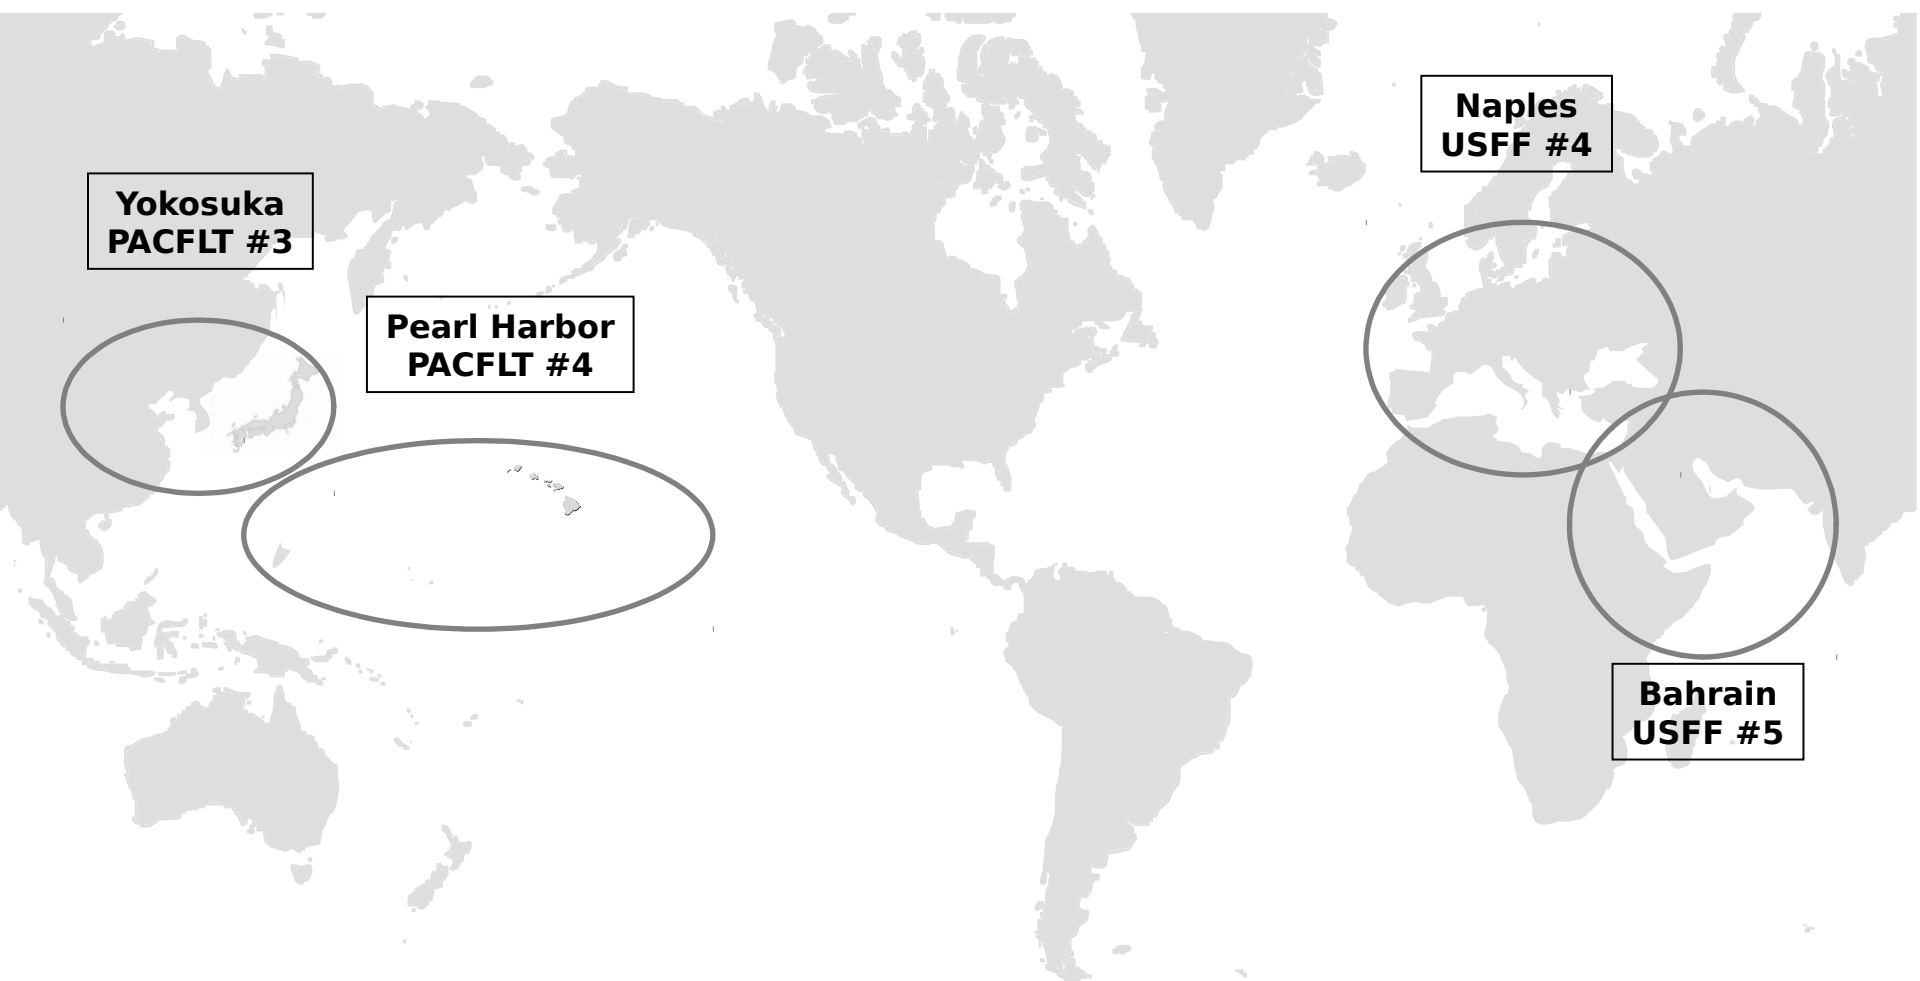 Naples
USFF #4
Yokosuka
PACFLT #3
Pearl Harbor
PACFLT #4
Bahrain
USFF #5